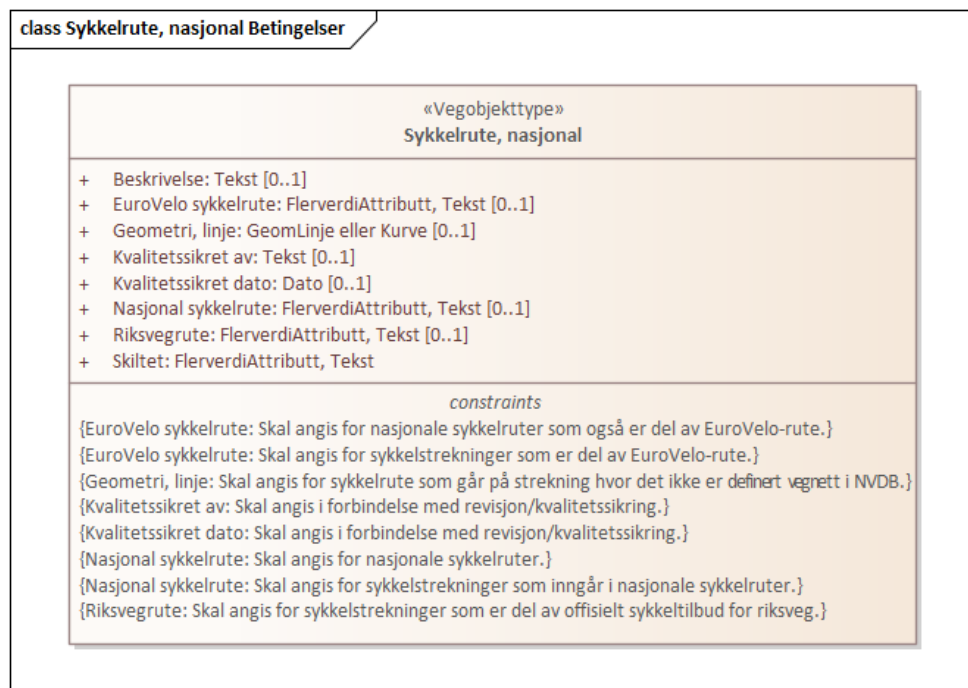 class Sykkelrute, nasjonal Betingelser
«Vegobjekttype»
Sykkelrute, nasjonal
+ Beskrivelse: Tekst [0..1]
+ EuroVelo sykkelrute: FlerverdiAttributt, Tekst [0..1]
+ Geometri, linje: GeomLinje eller Kurve [0..1]
+ Kvalitetssikret av: Tekst [0..1]
+ Kvalitetssikret dato: Dato [0..1]
+ Nasjonal sykkelrute: FlerverdiAttributt, Tekst [0..1]
+ Riksvegrute: FlerverdiAttributt, Tekst [0..1]
+ Skiltet: FlerverdiAttributt, Tekst
constraints
{EuroVelo sykkelrute: Skal angis for nasjonale sykkelruter som også er del av EuroVelo-rute.}
{EuroVelo sykkelrute: Skal angis for sykkelstrekninger som er del av EuroVelo-rute.}
{Geometri, linje: Skal angis for sykkelrute som går på strekning hvor det ikke er definert vegnett i NVDB.}
{Kvalitetssikret av: Skal angis i forbindelse med revisjon/kvalitetssikring.}
{Kvalitetssikret dato: Skal angis i forbindelse med revisjon/kvalitetssikring.}
{Nasjonal sykkelrute: Skal angis for nasjonale sykkelruter.}
{Nasjonal sykkelrute: Skal angis for sykkelstrekninger som inngår i nasjonale sykkelruter.}
{Riksvegrute: Skal angis for sykkelstrekninger som er del av offisielt sykkeltilbud for riksveg.}